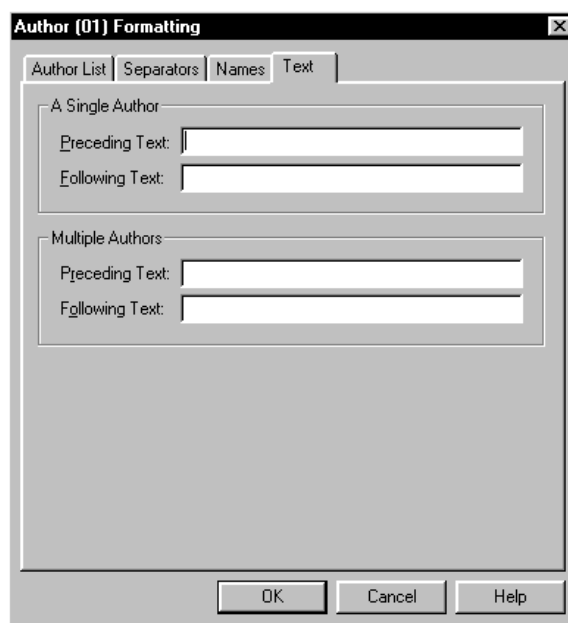 Author (01) Formatting
Author List Separators Names Text
A Single Author
Preceding Text:
Following Text:
Multiple Authors
Preceding Text:
Following Text:
OK Cancel Help